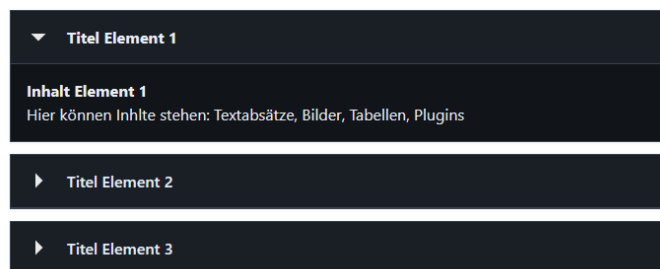 Titel Element 1
Inhalt Element 1
Hier können Inhlte stehen: Textabsätze, Bilder, Tabellen, Plugins
Titel Element 2
Titel Element 3